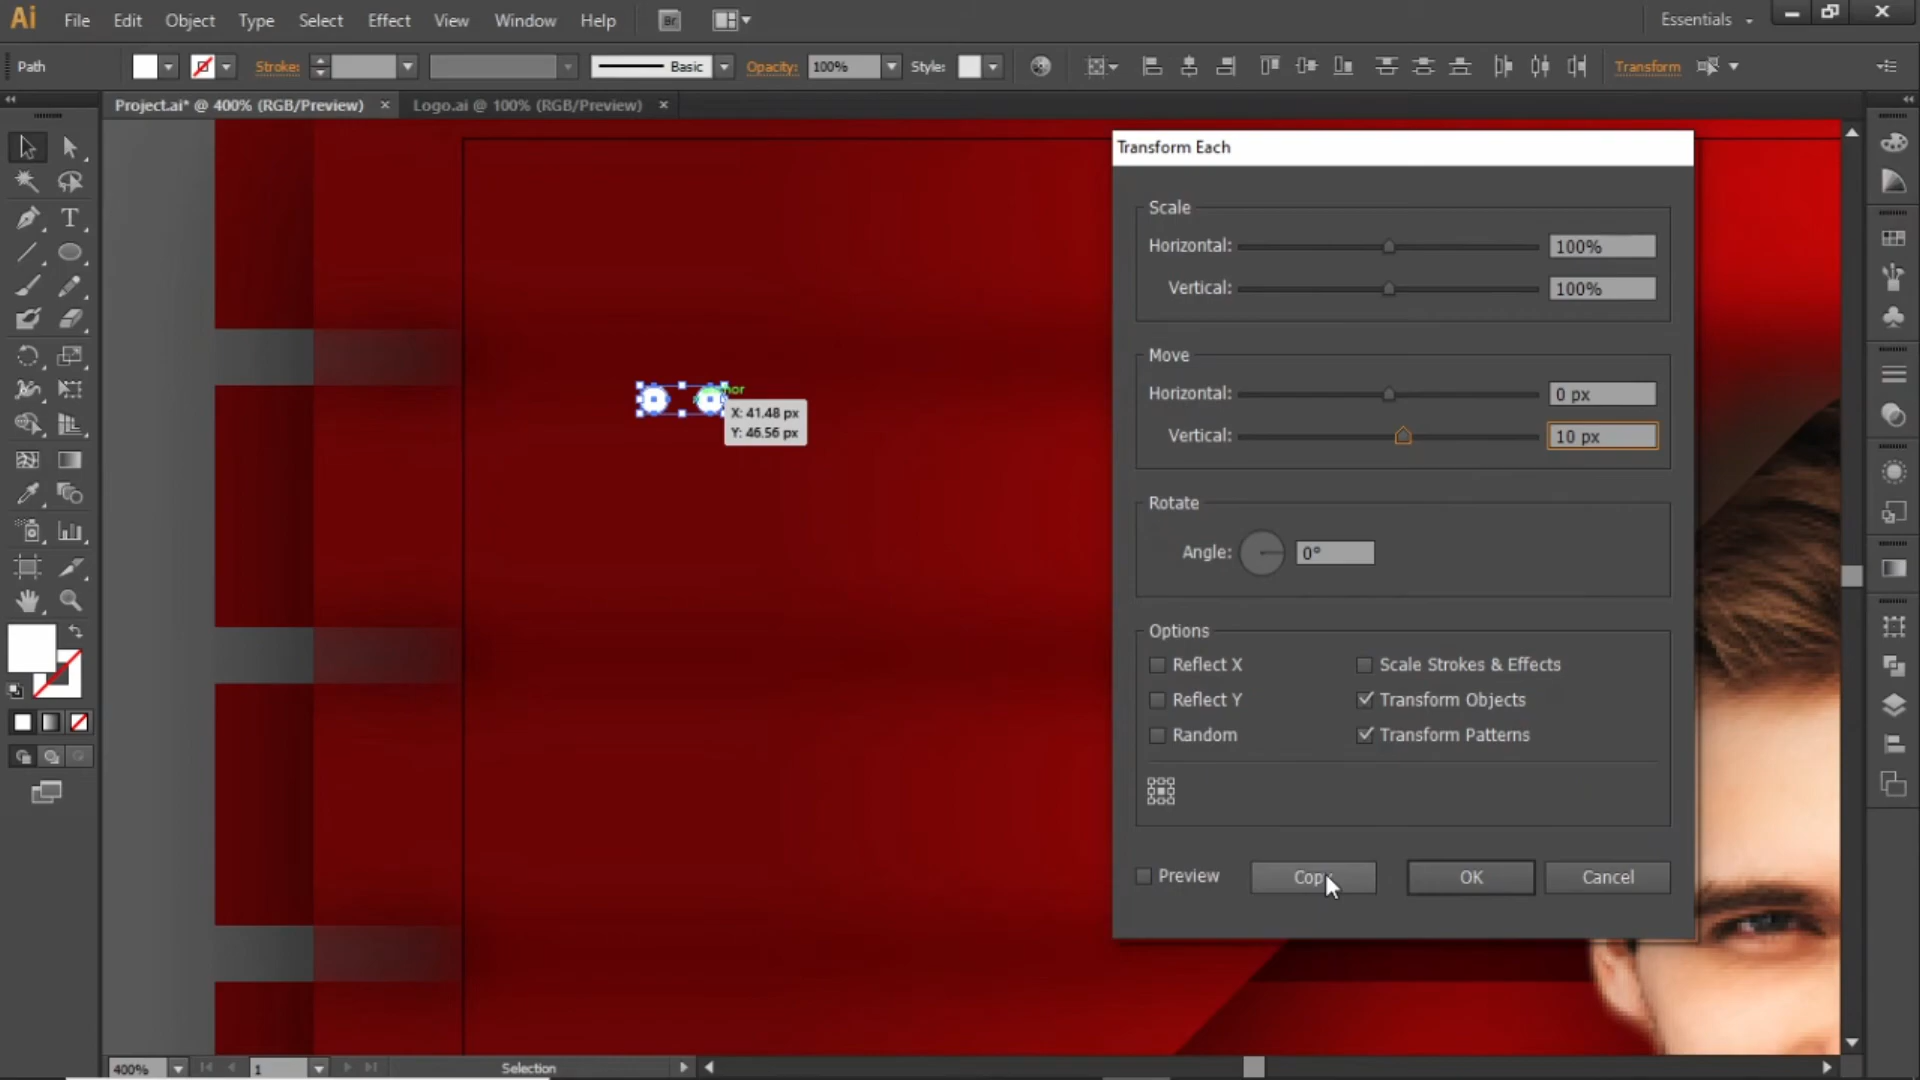 Ai File Edit Object Type Select Effect View Window Help Br Essentials
Path Stroke: Basic Opacity: 100% Style: Transform
Project.ai* @ 400% (RGB/Preview) × Logo.ai @ 100% (RGB/Preview) ×
Transform Each
Scale
Horizontal: 100%
Vertical: 100%
Move
Horizontal: 0 px
Vertical: 10 px
X: 41.48 px
Y: 46.56 px
Rotate
Angle: 0°
Options
Reflect X Scale Strokes & Effects
Reflect Y Transform Objects
Random Transform Patterns
Preview Copy OK Cancel
400% 1 Selection